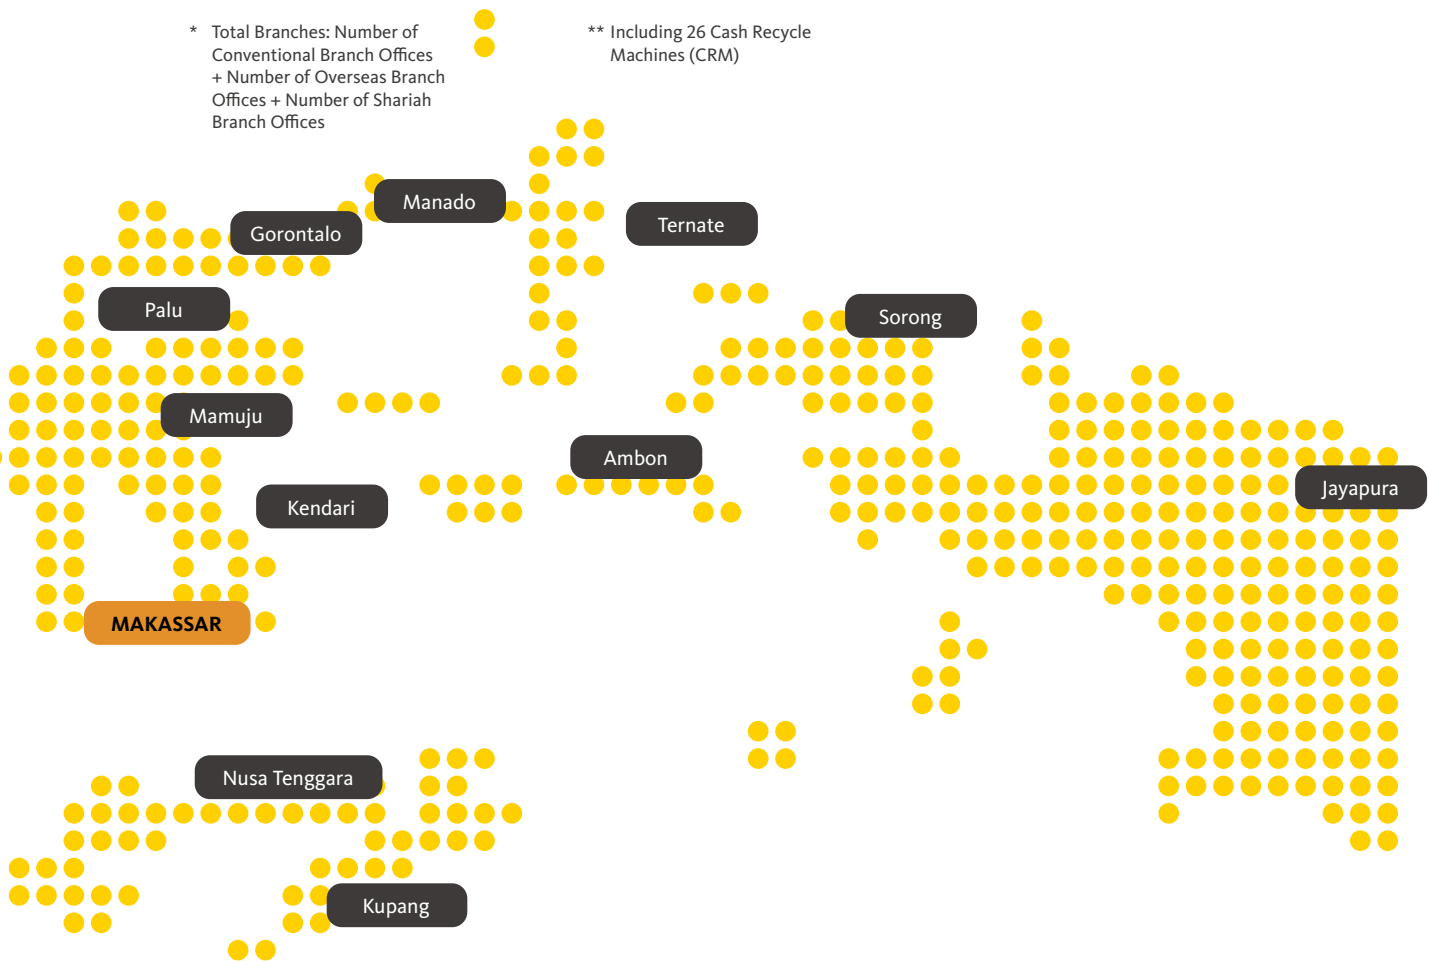 * Total Branches: Number of
Conventional Branch Offices
+ Number of Overseas Branch
Offices + Number of Shariah
Branch Offices
** Including 26 Cash Recycle
Machines (CRM)
Manado
Ternate
Gorontalo
Palu
Sorong
Mamuju
Ambon
Jayapura
Kendari
MAKASSAR
Nusa Tenggara
Kupang